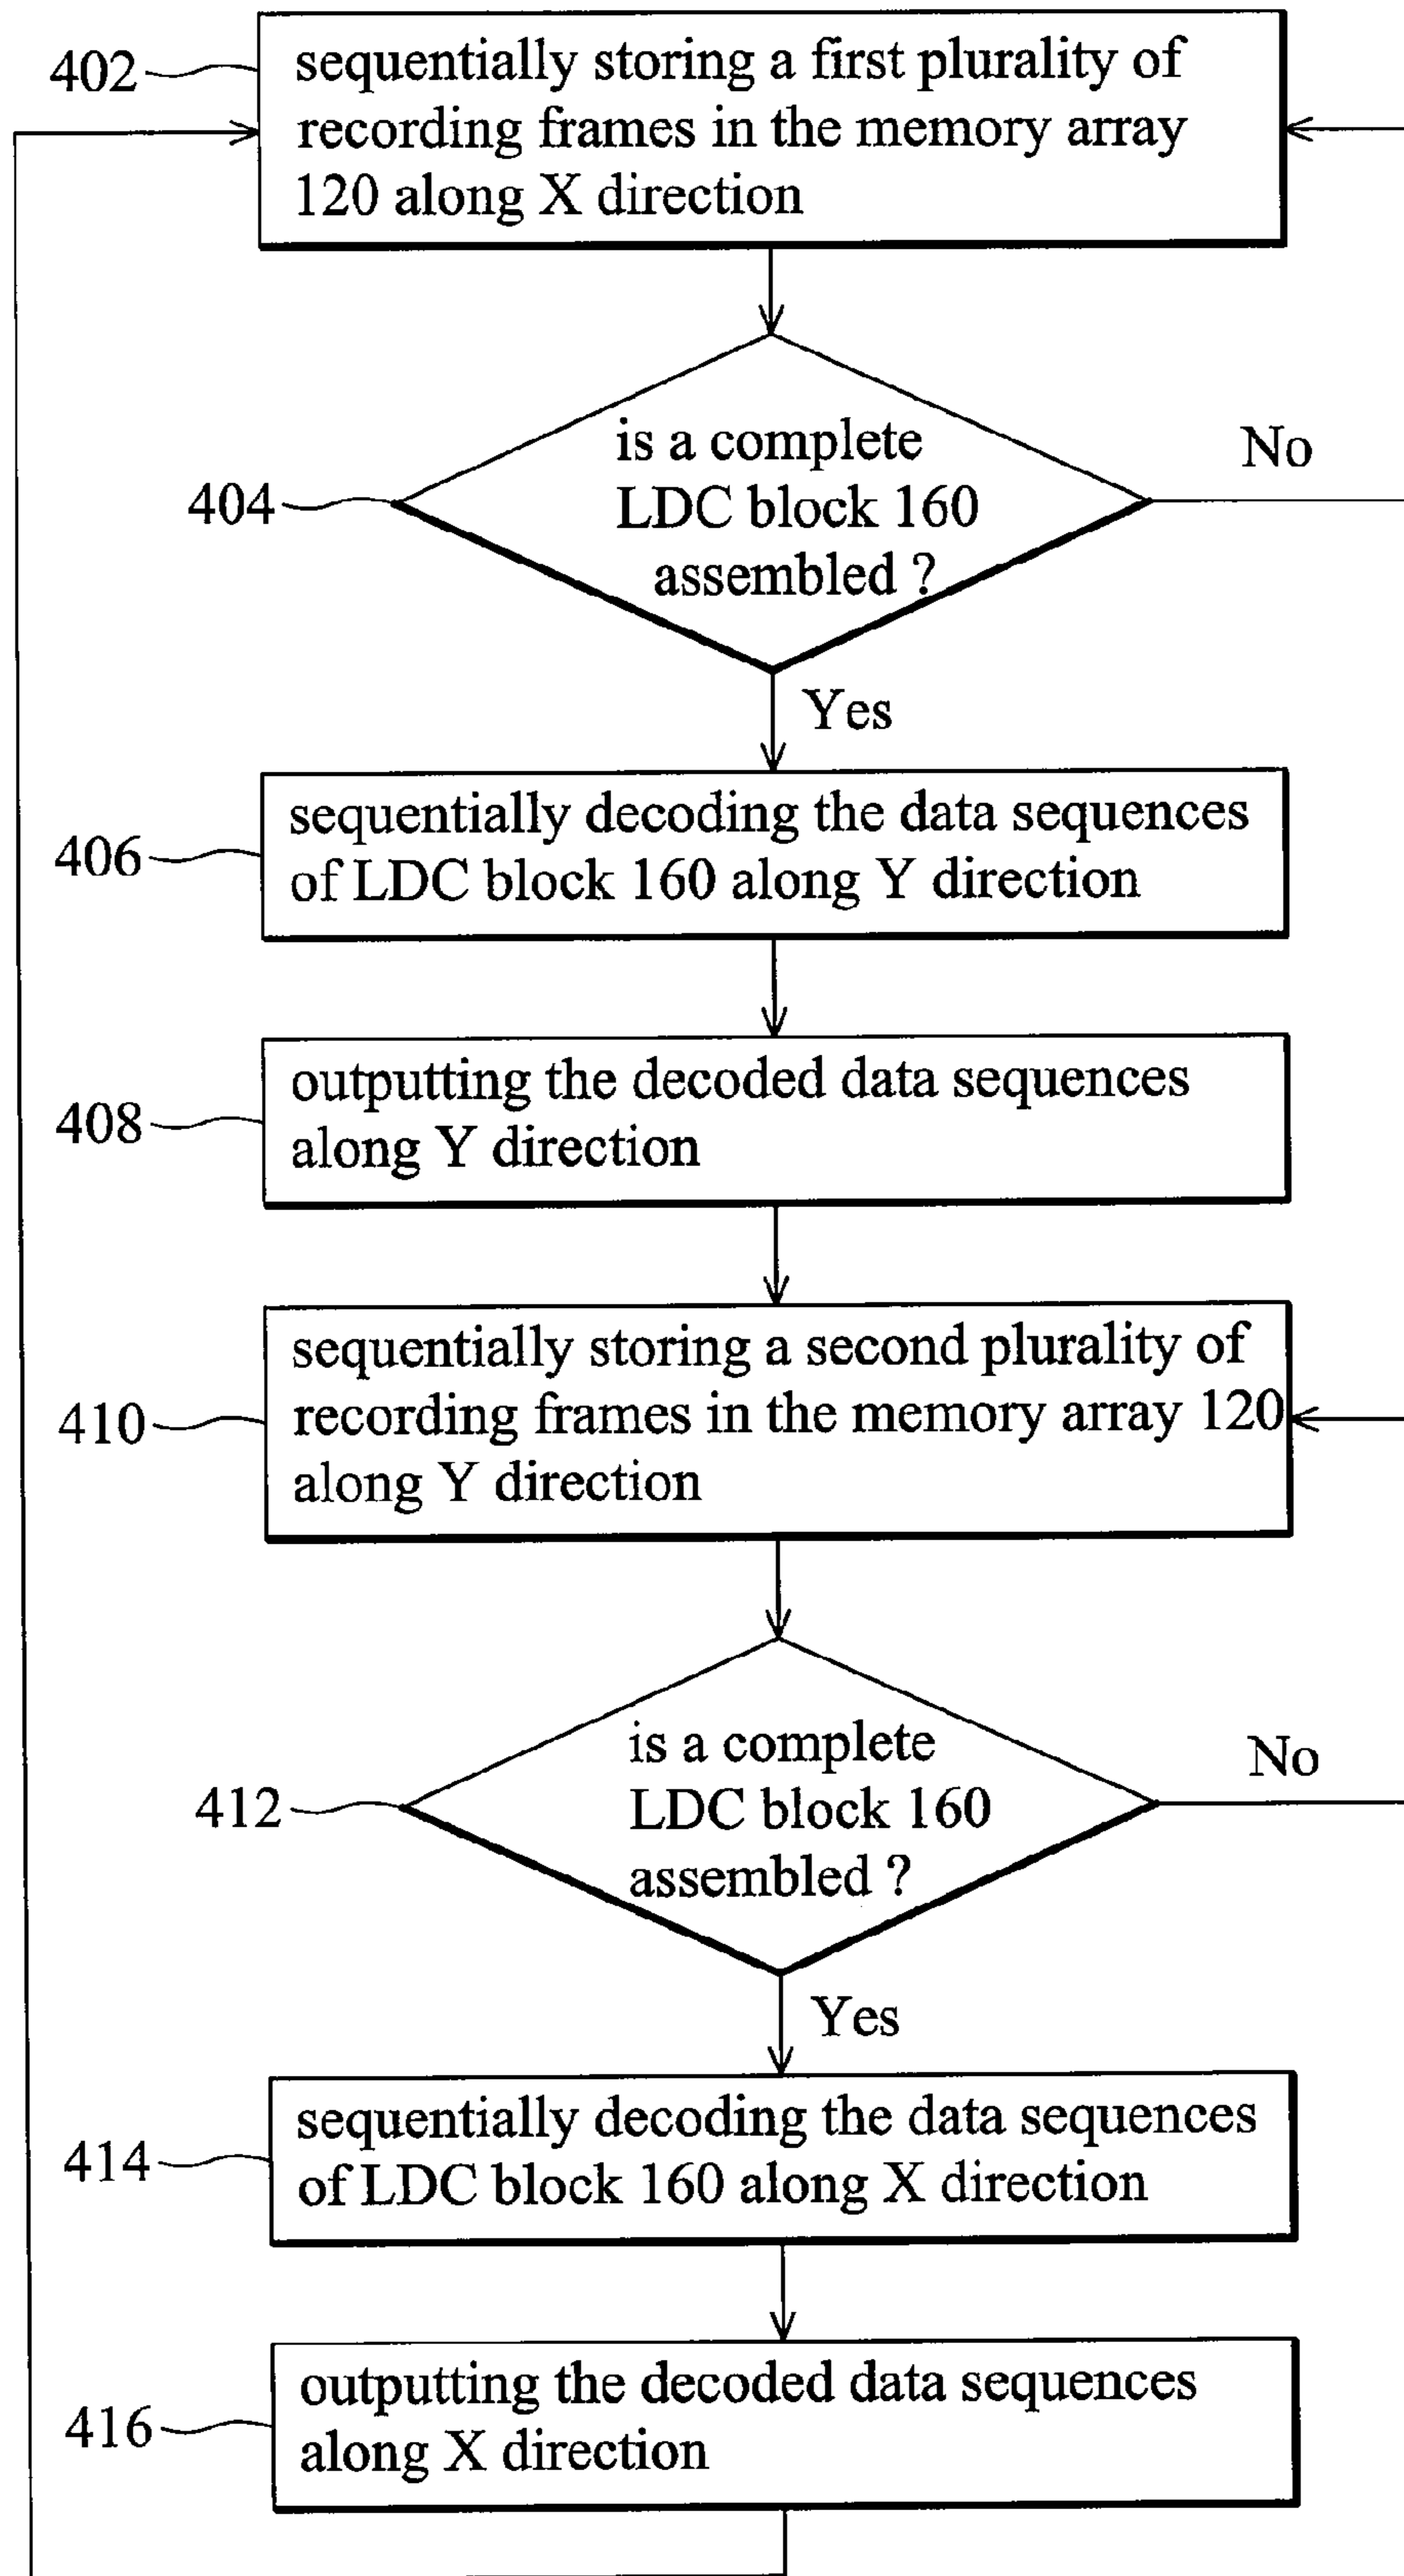 402
sequentially storing a first plurality of
recording frames in the memory array
120 along X direction
404
is a complete
LDC block 160
assembled ?
No
Yes
406
sequentially decoding the data sequences
of LDC block 160 along Y direction
408
outputting the decoded data sequences
along Y direction
410
sequentially storing a second plurality of
recording frames in the memory array 120
along Y direction
412
is a complete
LDC block 160
assembled ?
No
Yes
414
sequentially decoding the data sequences
of LDC block 160 along X direction
416
outputting the decoded data sequences
along X direction